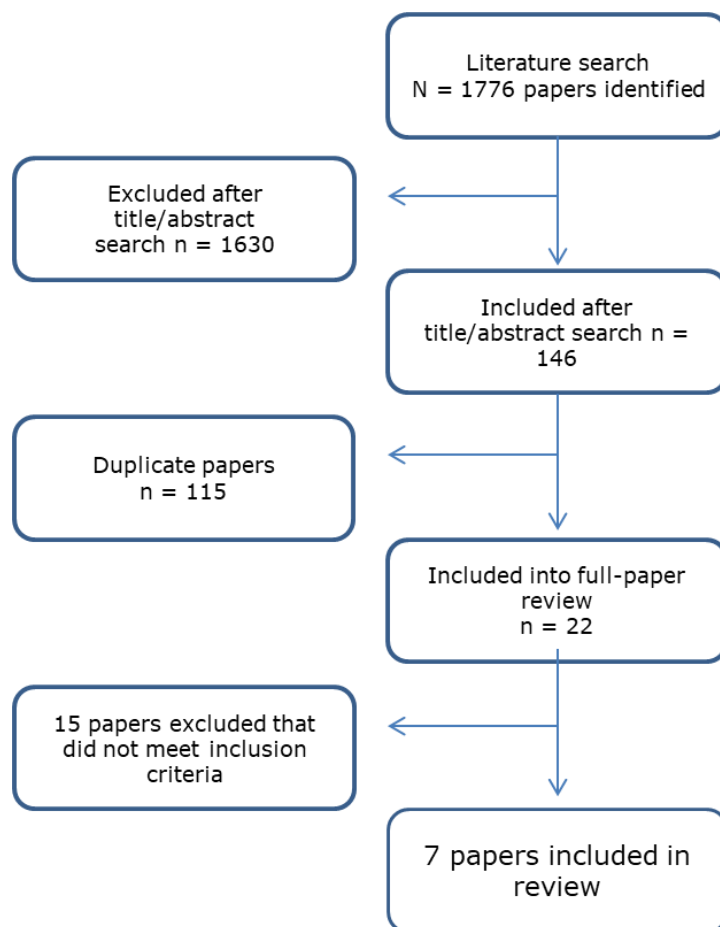 Literature search
N = 1776 papers identified
Excluded after
title/abstract
search n = 1630
Included after
title/abstract search n =
146
Duplicate papers
n = 115
Included into full-paper
review
n = 22
15 papers excluded that
did not meet inclusion
criteria
7 papers included in
review